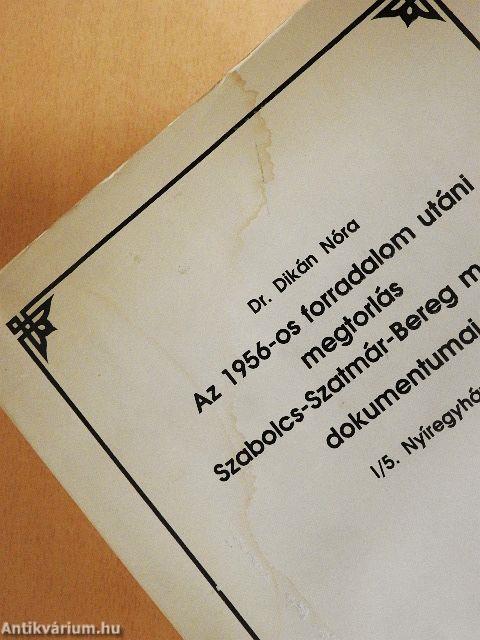 Dr. Dikán Nóra
Az 1956-os forradalom utáni
megtorlás
Szabolcs-Szatmár-Bereg m
dokumentumai
I/5. Nyíregyhá
Antikvárium.hu